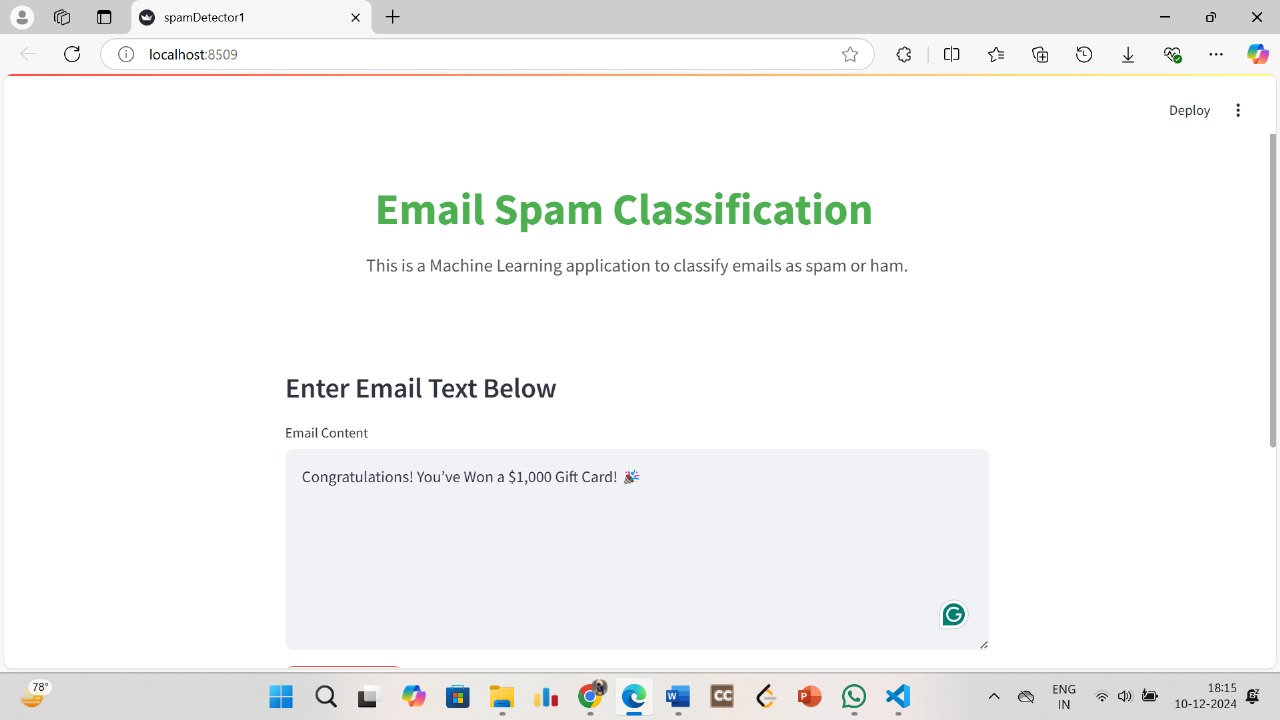 spamDetector1
localhost:8509
Deploy
Email Spam Classification
This is a Machine Learning application to classify emails as spam or ham.
Enter Email Text Below
Email Content
Congratulations! You’ve Won a $1,000 Gift Card! 🎉
78°
ENG
IN
18:15
10-12-2024